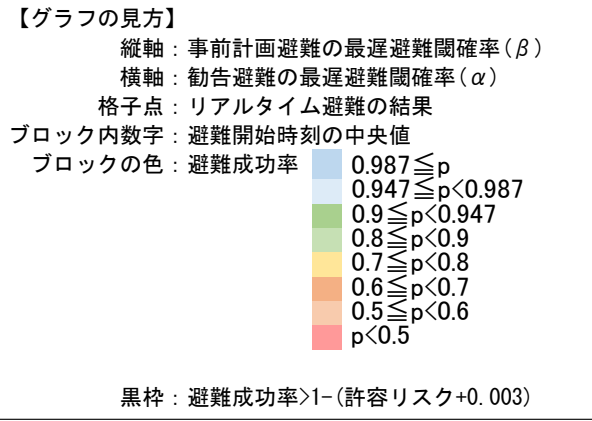 【グラフの見方】
縦軸：事前計画避難の最遅避難閾確率(β)
横軸：勧告避難の最遅避難閾確率(α)
格子点：リアルタイム避難の結果
ブロック内数字：避難開始時刻の中央値
ブロックの色：避難成功率 0.987≦p
0.947≦p<0.987
0.9≦p<0.947
0.8≦p<0.9
0.7≦p<0.8
0.6≦p<0.7
0.5≦p<0.6
p<0.5
黒枠：避難成功率>1-(許容リスク+0.003)